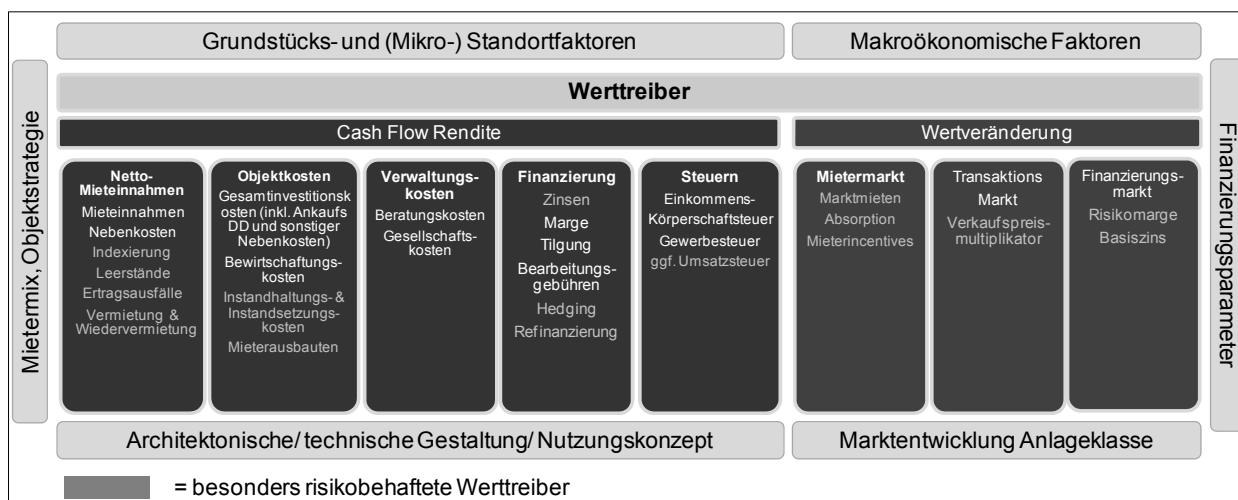 Grundstücks- und (Mikro-) Standortfaktoren
Makroökonomische Faktoren
Mietermix, Objektstrategie
Werttreiber
Cash Flow Rendite
Wertveränderung
Netto-
Mieteinnahmen
Mieteinnahmen
Nebenkosten
Indexierung
Leerstände
Ertragsausfälle
Vermietung &
Wiedervermietung
Objektkosten
Gesamtinvestitionsk
osten (inkl. Ankaufs
DD und sonstiger
Nebenkosten)
Bewirtschaftungs-
kosten
Instandhaltungs- &
Instandsetzungs-
kosten
Mieterausbauten
Verwaltungs-
kosten
Beratungskosten
Gesellschafts-
kosten
Finanzierung
Zinsen
Marge
Tilgung
Bearbeitungs-
gebühren
Hedging
Refinanzierung
Steuern
Einkommens-
Körperschaftsteuer
Gewerbesteuer
ggf. Umsatzsteuer
Mietermarkt
Marktmieten
Absorption
Mieterincentives
Transaktions
Markt
Verkaufspreis-
multiplikator
Finanzierungs-
markt
Risikomarge
Basiszins
Finanzierungsparameter
Architektonische/ technische Gestaltung/ Nutzungskonzept
Marktentwicklung Anlageklasse
= besonders risikobehaftete Werttreiber